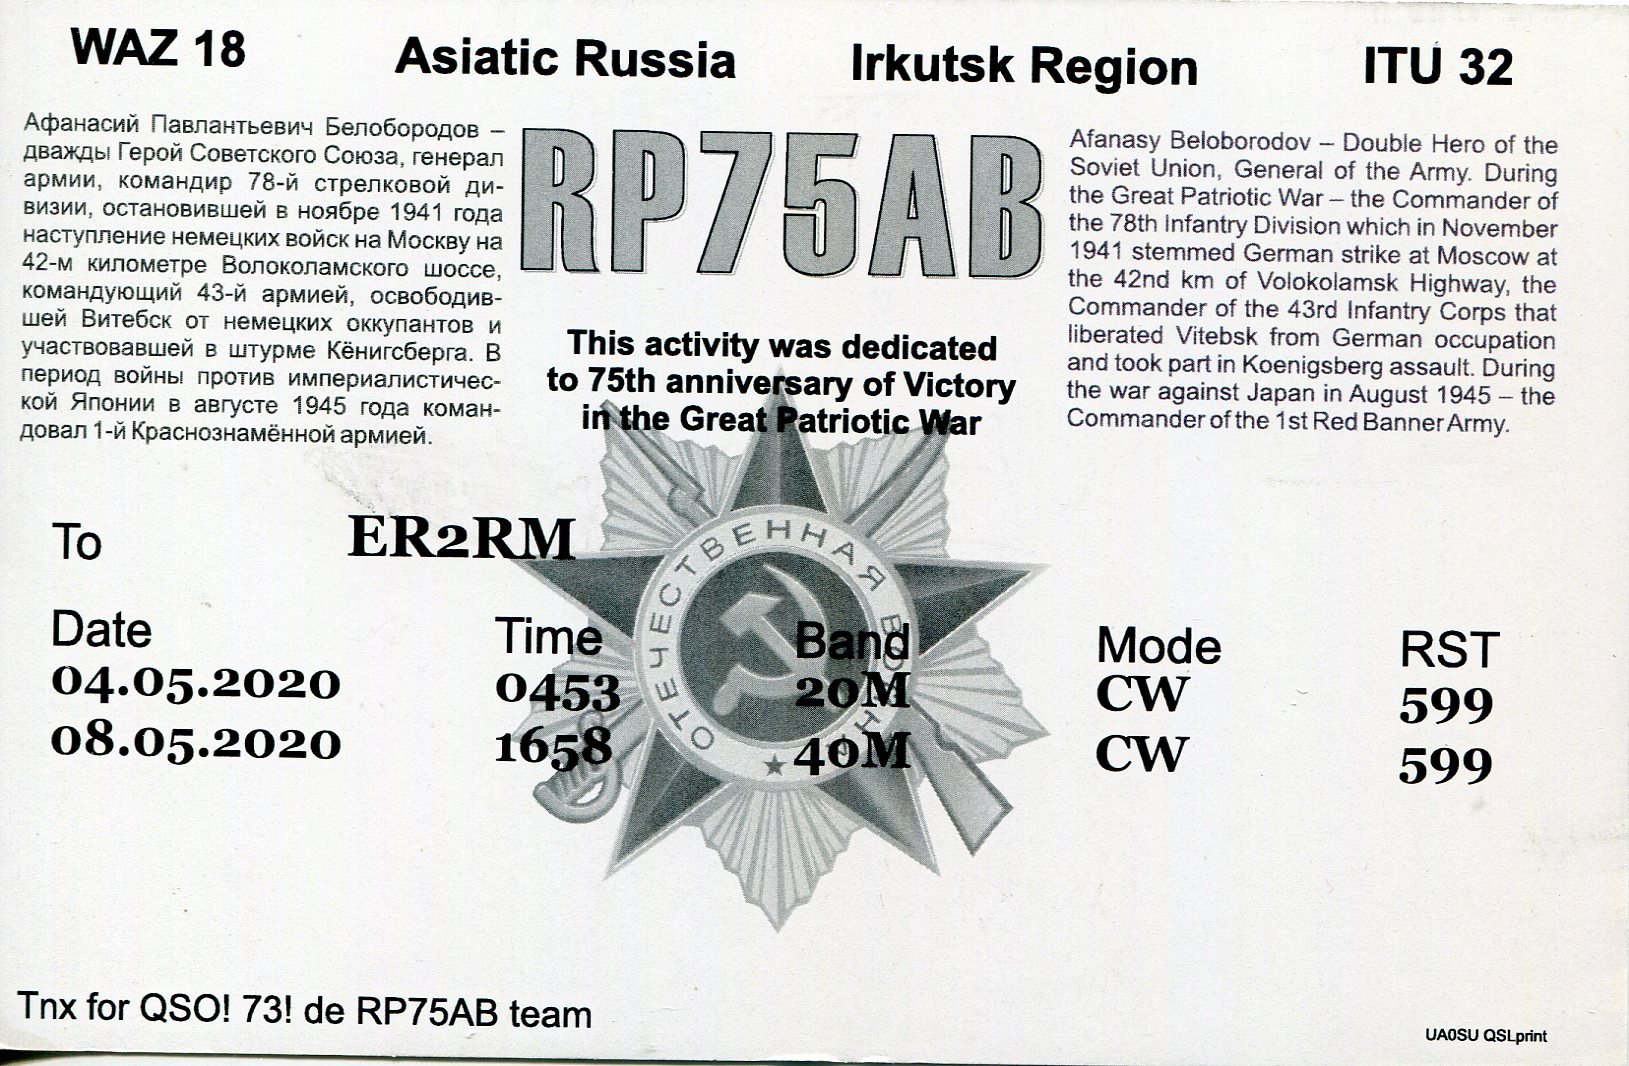 WAZ 18 Asiatic Russia Irkutsk Region ITU 32
Афанасий Павлантьевич Белобородов –
дважды Герой Советского Союза, генерал
армии, командир 78-й стрелковой ди-
визии, остановившей в ноябре 1941 года
наступление немецких войск на Москву на
42-м километре Волоколамского шоссе,
командующий 43-й армией, освободив-
шей Витебск от немецких оккупантов и
участвовавшей в штурме Кёнигсберга. В
период войны против империалистичес-
кой Японии в августе 1945 года коман-
довал 1-й Краснознамённой армией.
RP75AB
This activity was dedicated
to 75th anniversary of Victory
in the Great Patriotic War
Afanasy Beloborodov – Double Hero of the
Soviet Union, General of the Army. During
the Great Patriotic War – the Commander of
the 78th Infantry Division which in November
1941 stemmed German strike at Moscow at
the 42nd km of Volokolamsk Highway, the
Commander of the 43rd Infantry Corps that
liberated Vitebsk from German occupation
and took part in Koenigsberg assault. During
the war against Japan in August 1945 – the
Commander of the 1st Red Banner Army.
To ER2RM
ОТЕЧЕСТВЕННАЯ ВОЙНА
Date Time Band Mode RST
04.05.2020 0453 20M CW 599
08.05.2020 1658 40M CW 599
Tnx for QSO! 73! de RP75AB team
UA0SU QSLprint